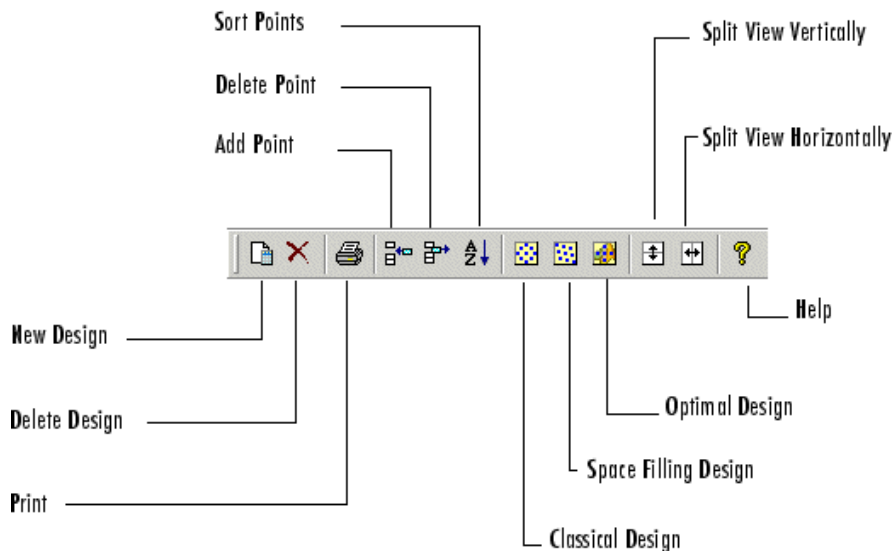 Sort Points
Split View Vertically
Delete Point
Add Point
Split View Horizontally
A
Z
?
Help
New Design
Optimal Design
Delete Design
Space Filling Design
Print
Classical Design